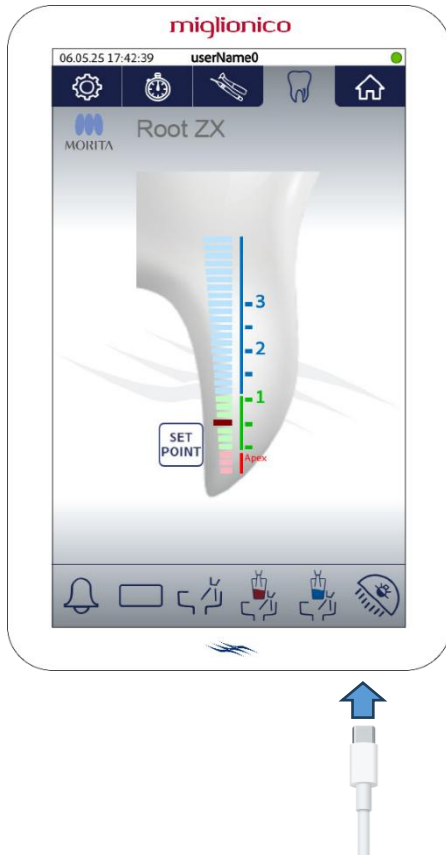 miglionico
06.05.25 17:42:39 userName0
MORITA
Root ZX
3
2
1
SET
POINT
Apex